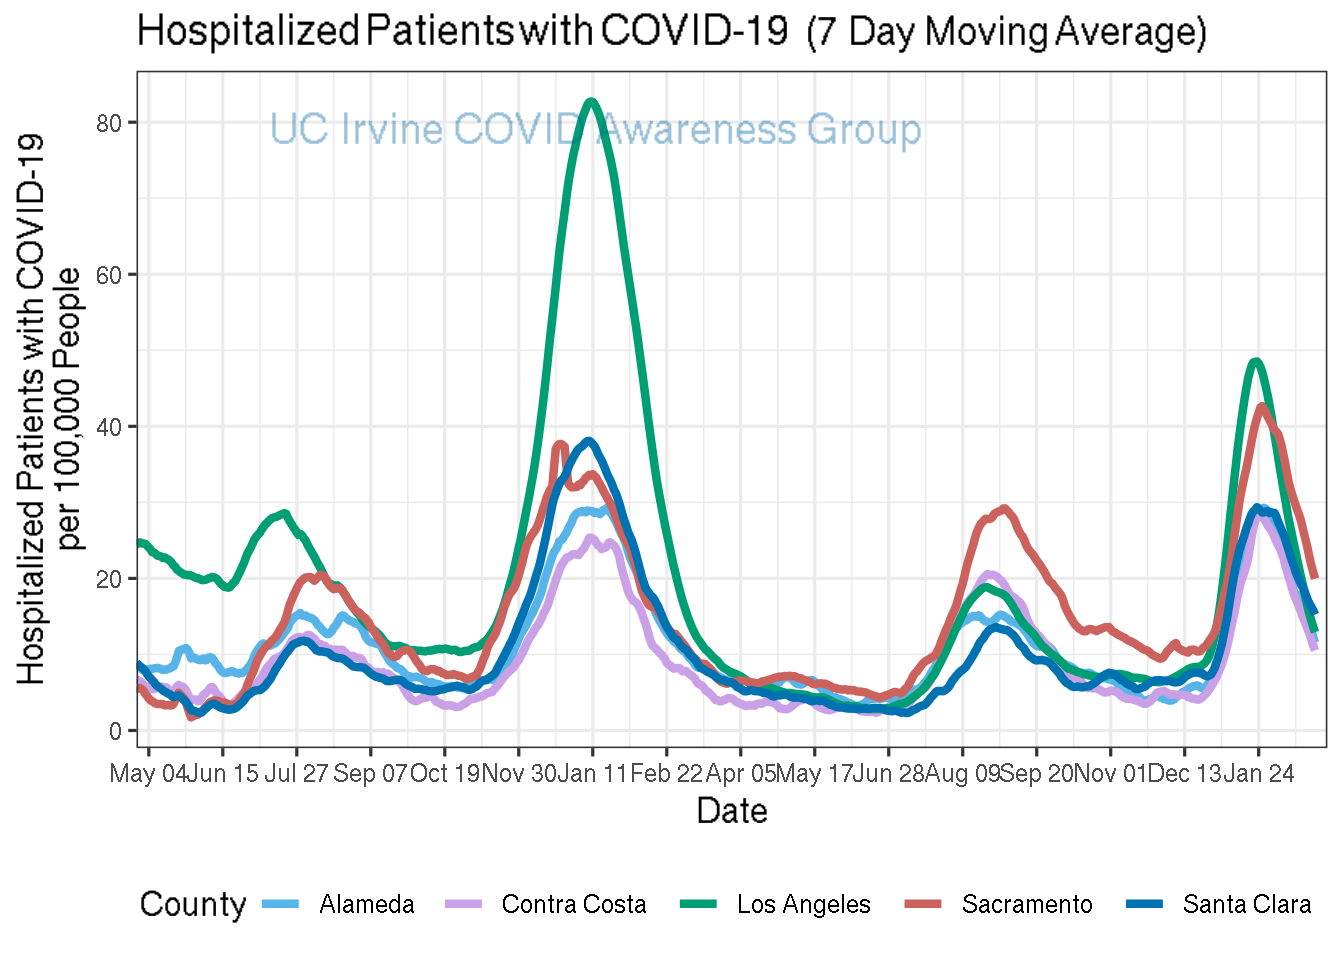 Hospitalized Patients with COVID-19 (7 Day Moving Average)
UC Irvine COVID Awareness Group
Hospitalized Patients with COVID-19
per 100,000 People
80
60
40
20
0
May 04 Jun 15 Jul 27 Sep 07 Oct 19 Nov 30 Jan 11 Feb 22 Apr 05 May 17 Jun 28 Aug 09 Sep 20 Nov 01 Dec 13 Jan 24
Date
County Alameda Contra Costa Los Angeles Sacramento Santa Clara